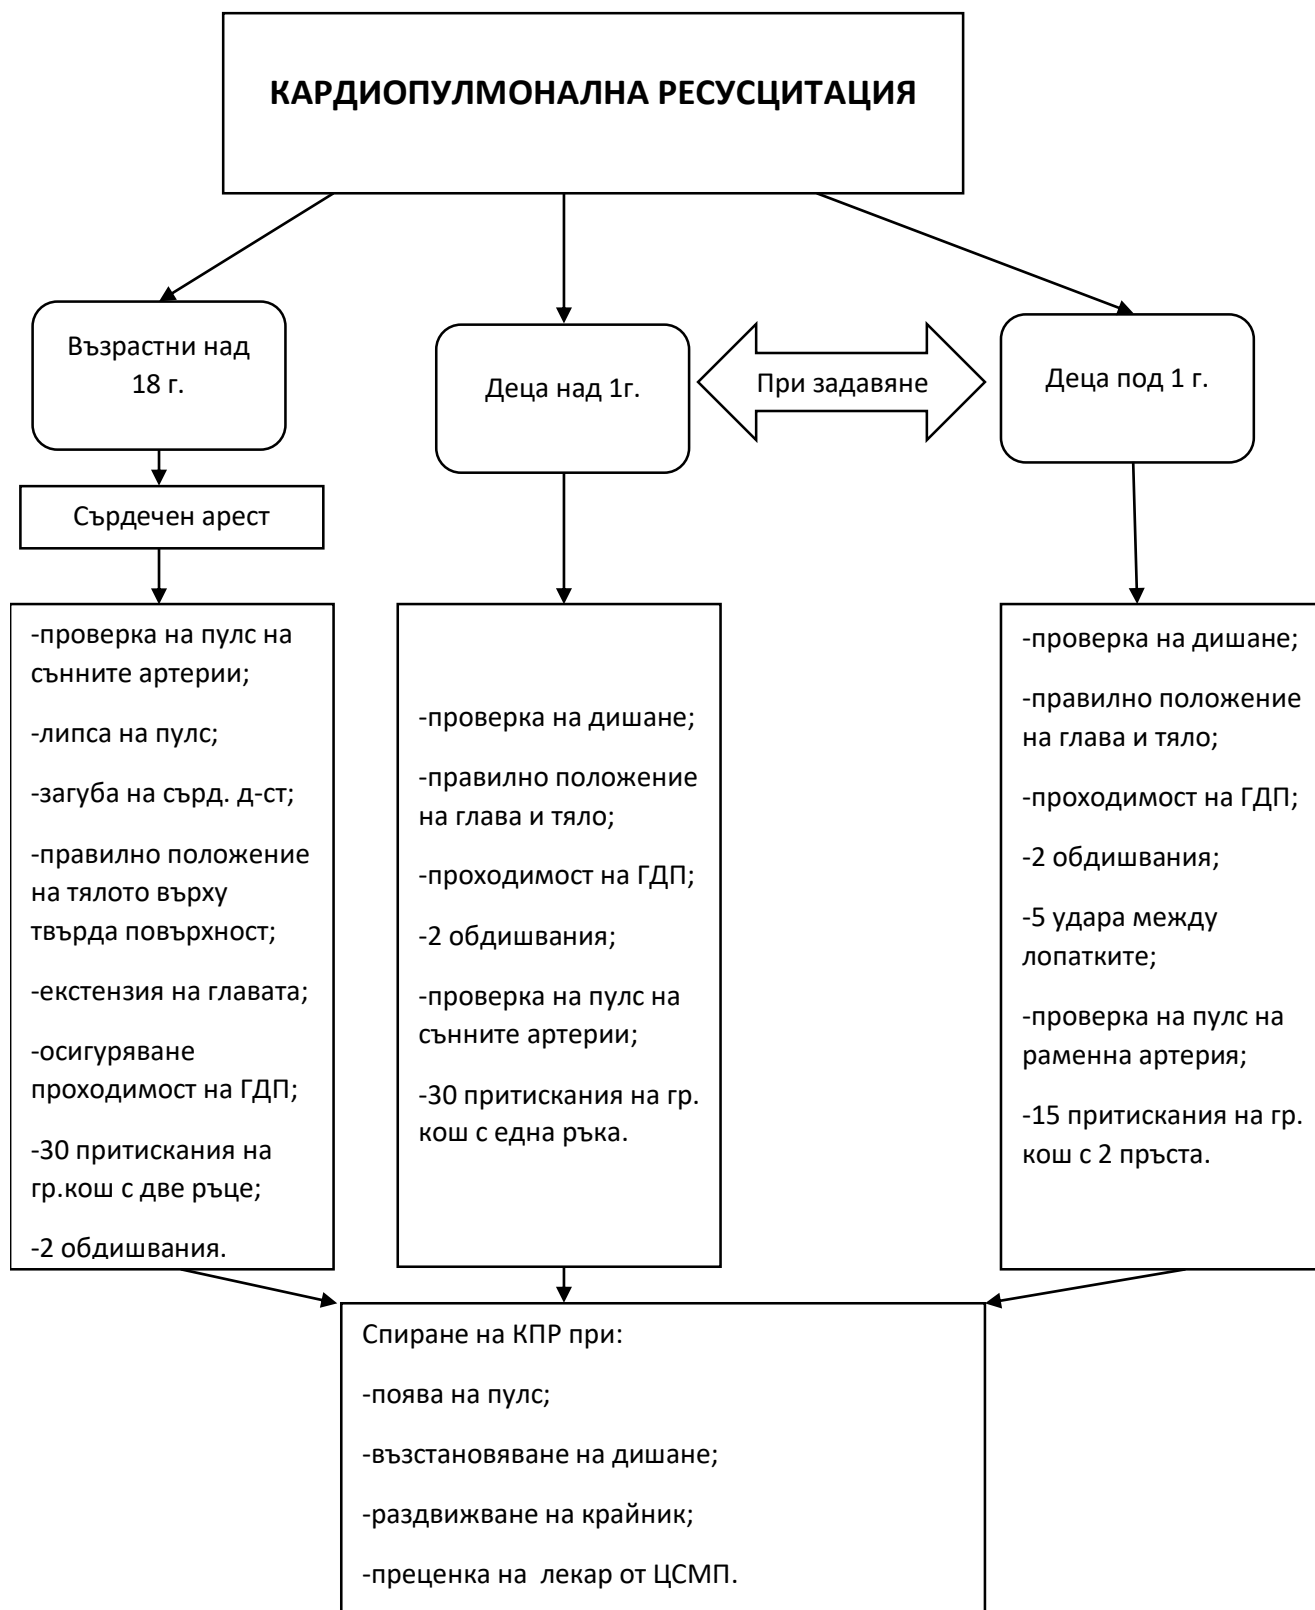 КАРДИОПУЛМОНАЛНА РЕСУСЦИТАЦИЯ
Възрастни над
18 г.
Деца над 1г.
При задавяне
Деца под 1 г.
Сърдечен арест
-проверка на пулс на
сънните артерии;
-липса на пулс;
-загуба на сърд. д-ст;
-правилно положение
на тялото върху
твърда повърхност;
-екстензия на главата;
-осигуряване
проходимост на ГДП;
-30 притискания на
гр.кош с две ръце;
-2 обдишвания.
-проверка на дишане;
-правилно положение
на глава и тяло;
-проходимост на ГДП;
-2 обдишвания;
-проверка на пулс на
сънните артерии;
-30 притискания на гр.
кош с една ръка.
-проверка на дишане;
-правилно положение
на глава и тяло;
-проходимост на ГДП;
-2 обдишвания;
-5 удара между
лопатките;
-проверка на пулс на
раменна артерия;
-15 притискания на гр.
кош с 2 пръста.
Спиране на КПР при:
-поява на пулс;
-възстановяване на дишане;
-раздвижване на крайник;
-преценка на лекар от ЦСМП.